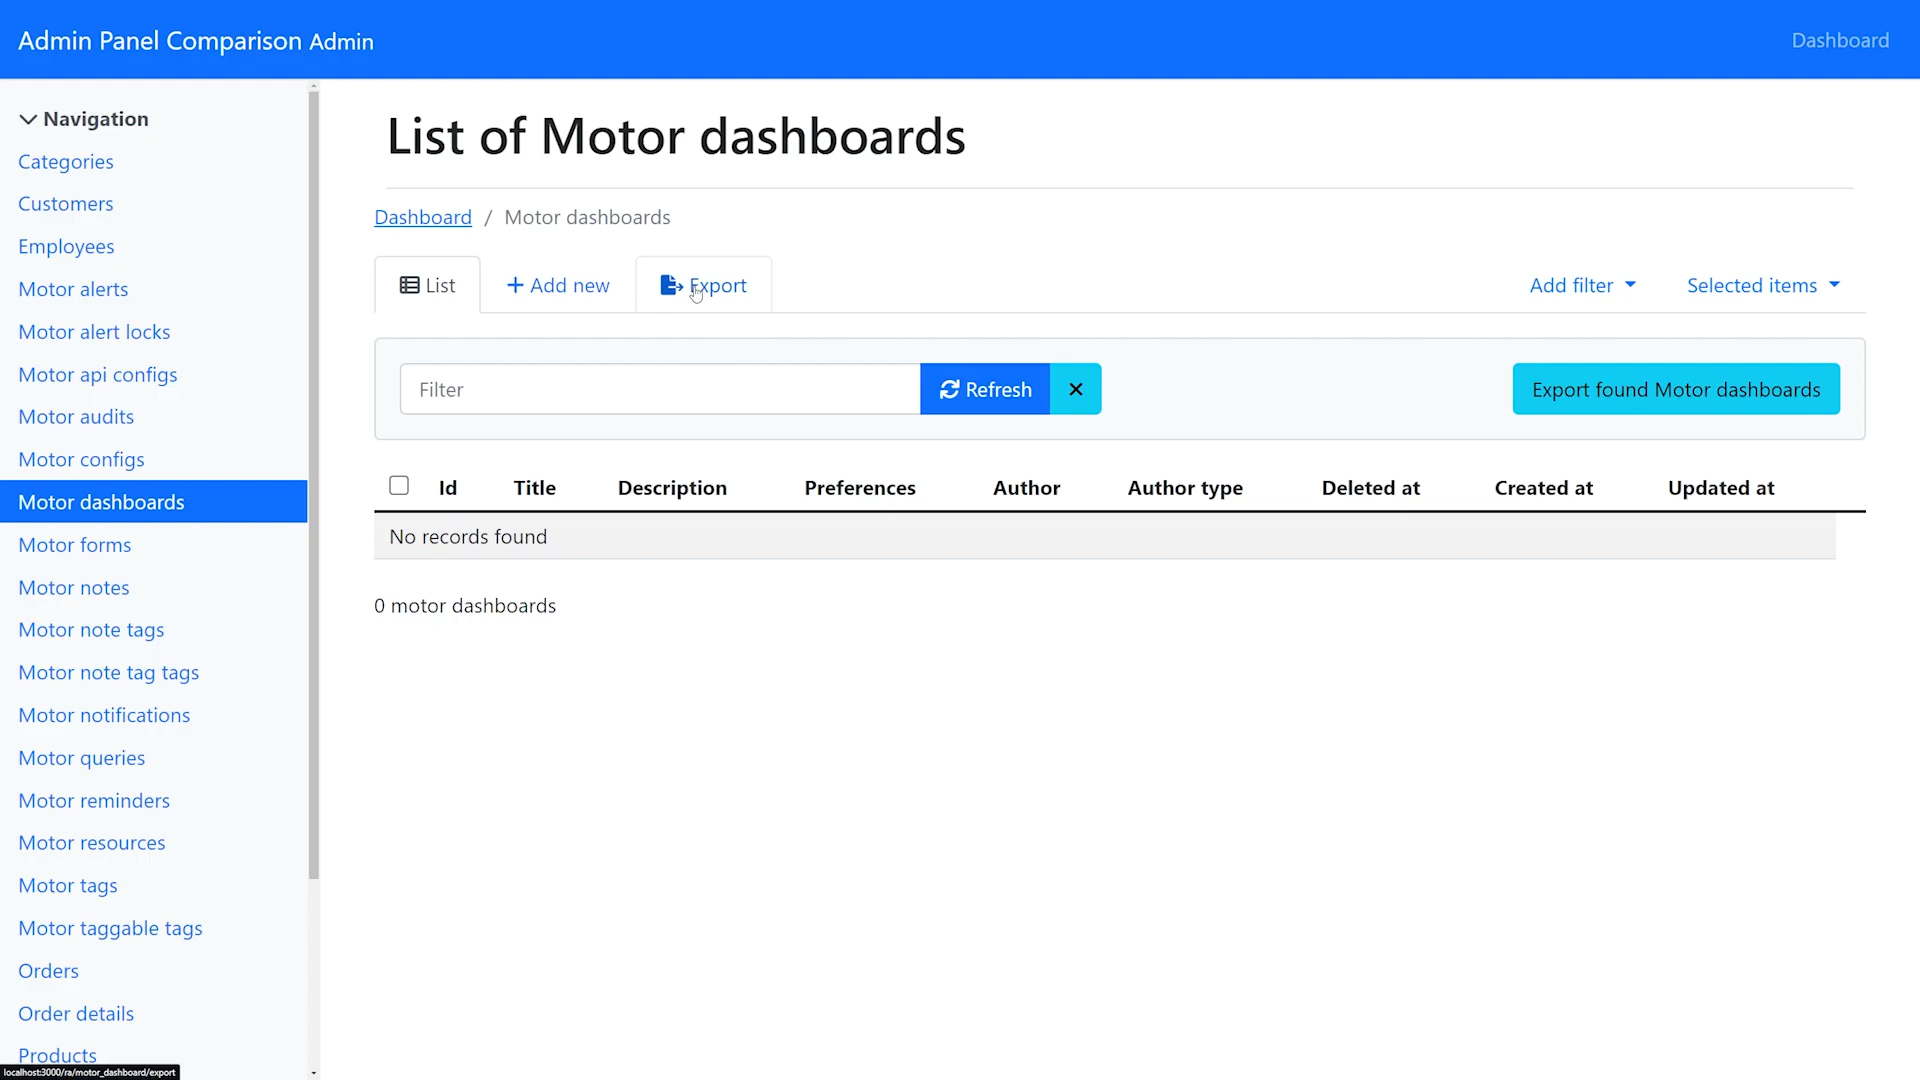 Admin Panel Comparison Admin
Dashboard
Navigation
Categories
Customers
Employees
Motor alerts
Motor alert locks
Motor api configs
Motor audits
Motor configs
Motor dashboards
Motor forms
Motor notes
Motor note tags
Motor note tag tags
Motor notifications
Motor queries
Motor reminders
Motor resources
Motor tags
Motor taggable tags
Orders
Order details
Products
localhost:3000/ra/motor_dashboard/export
List of Motor dashboards
Dashboard / Motor dashboards
List + Add new Export Add filter Selected items
Filter Refresh × Export found Motor dashboards
Id Title Description Preferences Author Author type Deleted at Created at Updated at
No records found
0 motor dashboards